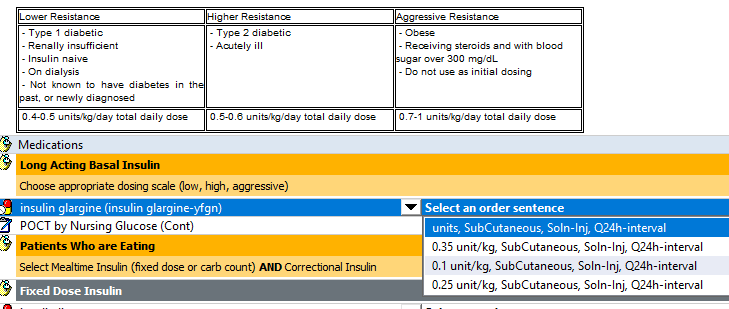 Lower Resistance
Higher Resistance
Aggressive Resistance
- Type 1 diabetic
- Renally insufficient
- Insulin naive
- On dialysis
- Not known to have diabetes in the
past, or newly diagnosed
- Type 2 diabetic
- Acutely ill
- Obese
- Receiving steroids and with blood
sugar over 300 mg/dL
- Do not use as initial dosing
0.4-0.5 units/kg/day total daily dose
0.5-0.6 units/kg/day total daily dose
0.7-1 units/kg/day total daily dose
Medications
Long Acting Basal Insulin
Choose appropriate dosing scale (low, high, aggressive)
insulin glargine (insulin glargine-yfgn)
Select an order sentence
POCT by Nursing Glucose (Cont)
units, SubCutaneous, Soln-Inj, Q24h-interval
0.35 unit/kg, SubCutaneous, Soln-Inj, Q24h-interval
0.1 unit/kg, SubCutaneous, Soln-Inj, Q24h-interval
0.25 unit/kg, SubCutaneous, Soln-Inj, Q24h-interval
Patients Who are Eating
Select Mealtime Insulin (fixed dose or carb count) AND Correctional Insulin
Fixed Dose Insulin